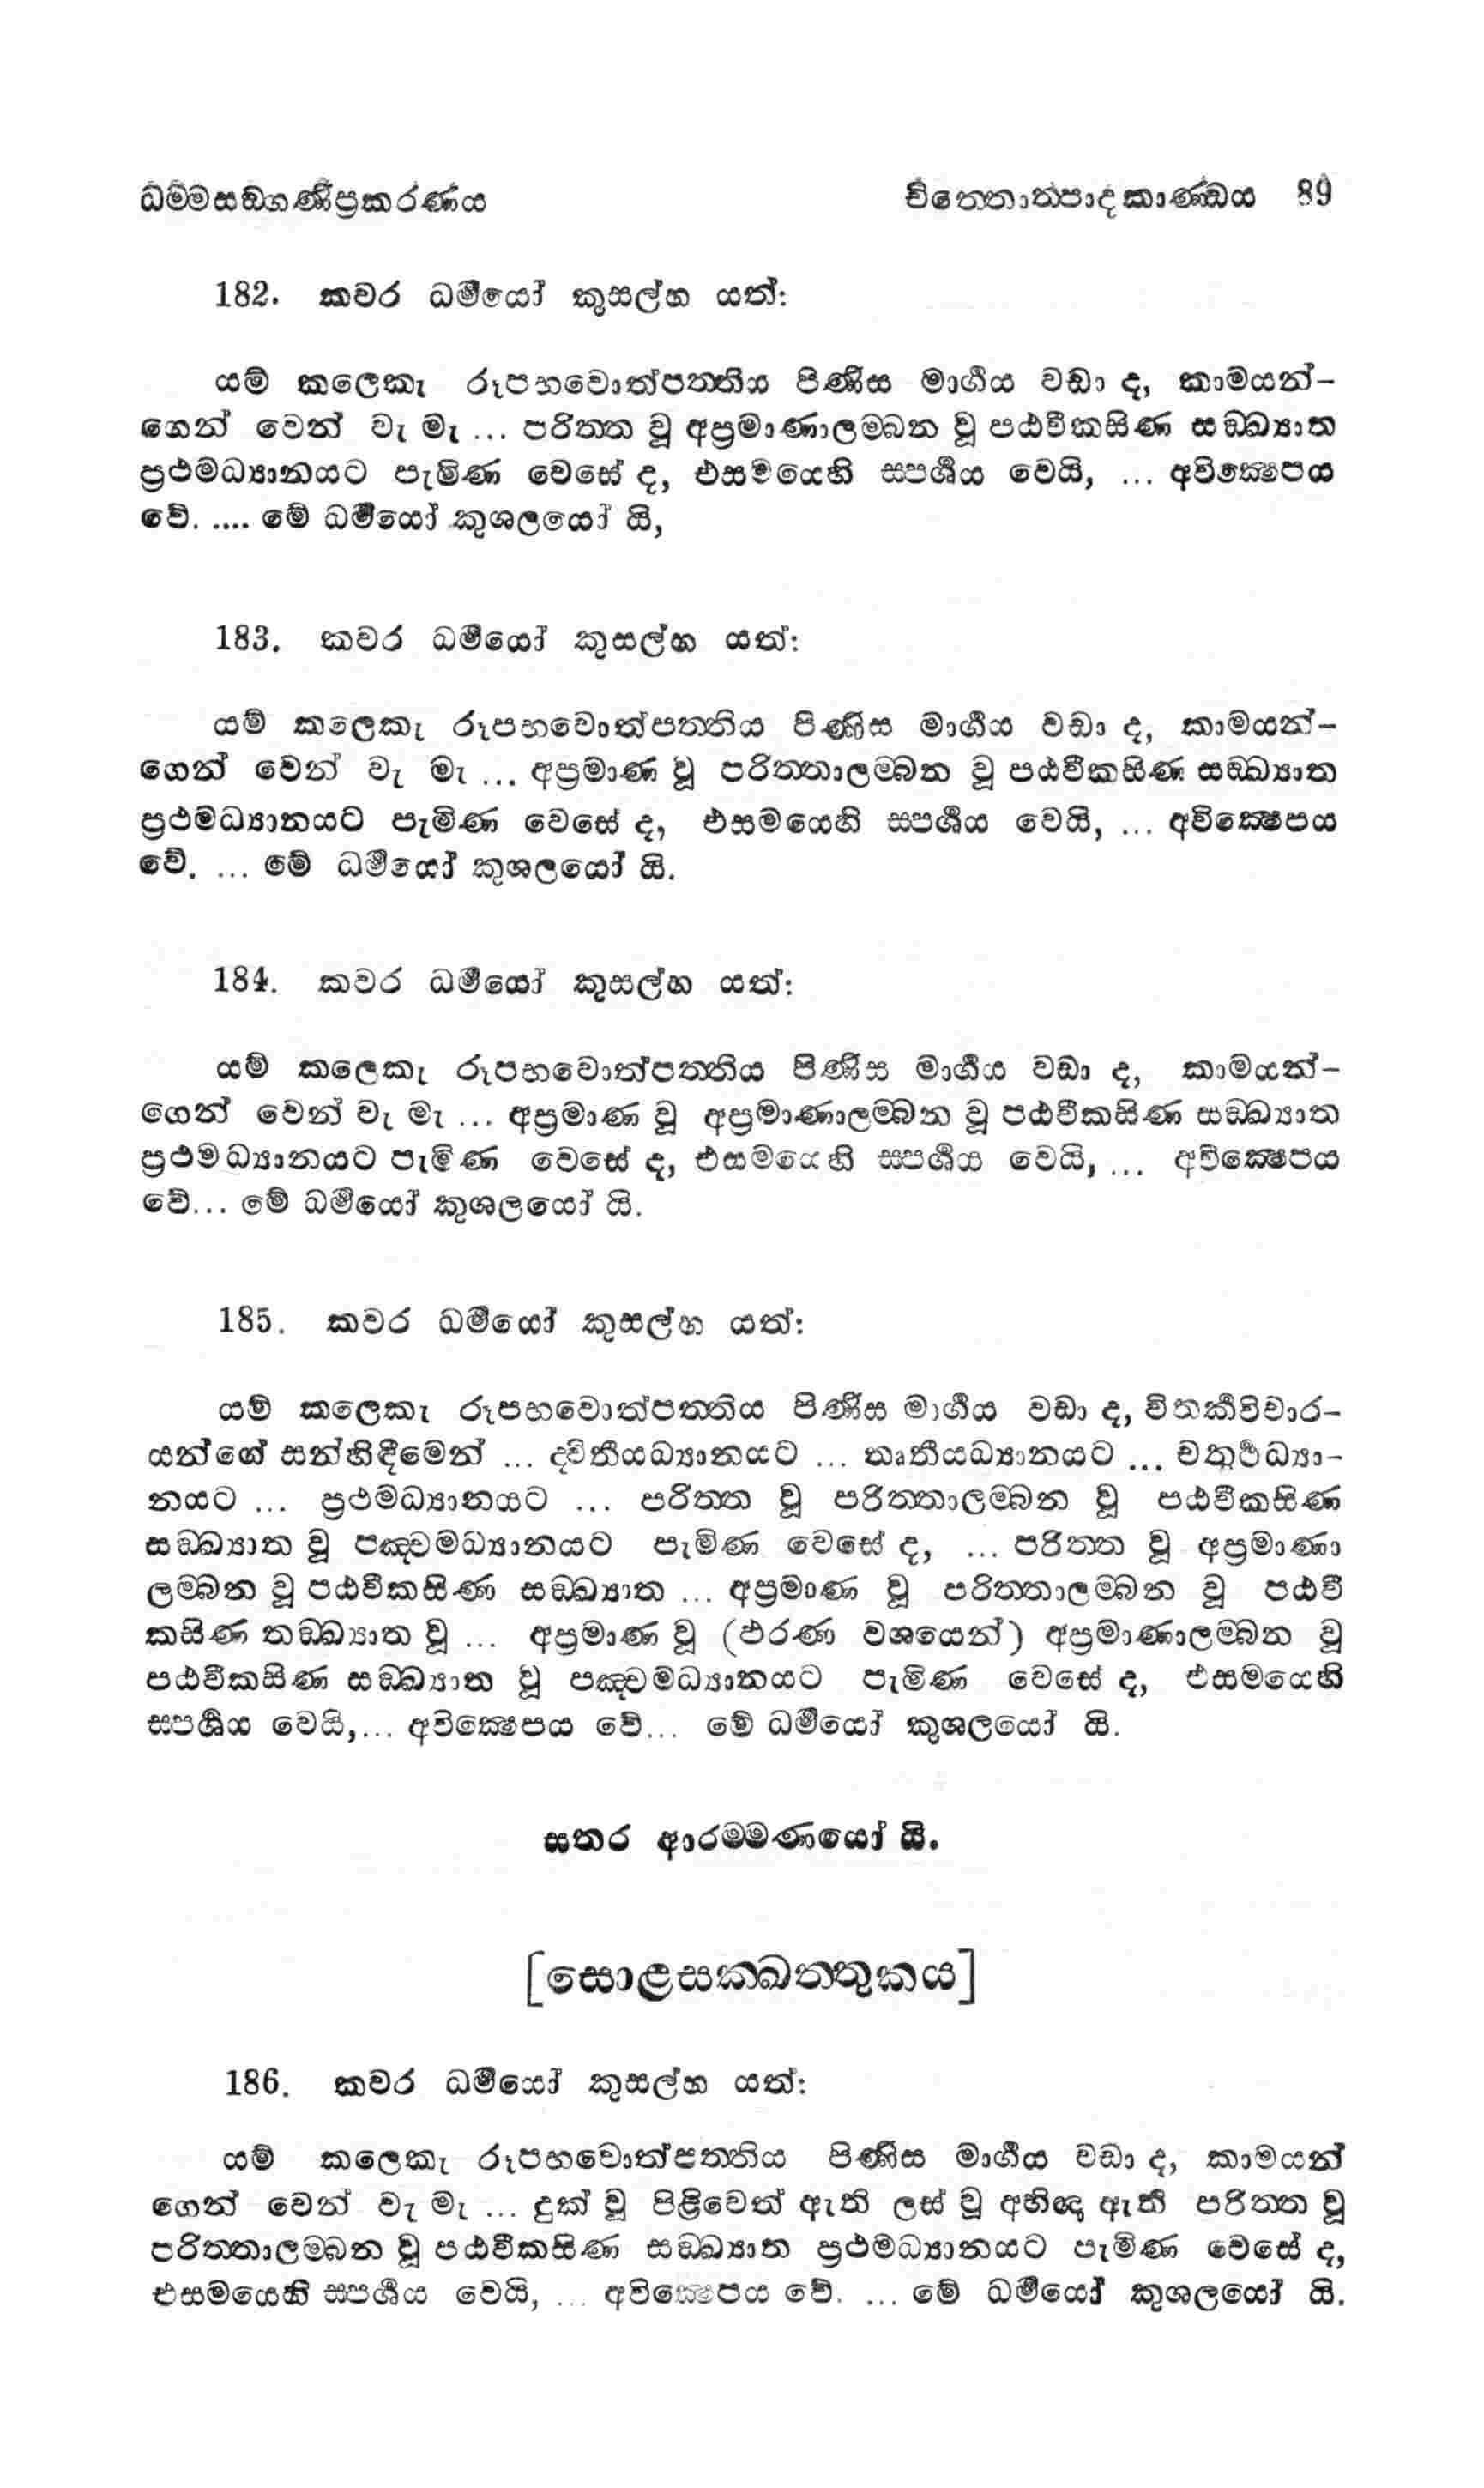 ධම්මසඞ්ගණිප්‍රකරණය
චිත්තොත්පාදකාණ්ඩය 89
182. කවර ධර්‍මයෝ කුසල්හ යත්:
යම් කලෙකැ රූපභවොත්පත්තිය පිණිස මාර්‍ගය වඩා ද, කාමයන්-
ගෙන් වෙන් වැ මැ ... පරිත්ත වූ අප්‍රමාණාලම්බන වූ පඨවිකසිණ සඞ්ඛ්‍යාත
ප්‍රථමධ්‍යානයට පැමිණ වෙසේ ද, එසමයෙහි ස්පර්‍ශය වෙයි, ... අවික්‍ෂෙපය
වේ. .... මේ ධර්‍මයෝ කුශලයෝ යි,
183. කවර ධර්‍මයෝ කුසල්හ යත්:
යම් කලෙකැ රූපභවොත්පත්තිය පිණිස මාර්‍ගය වඩා ද, කාමයන්-
ගෙන් වෙන් වැ මැ ... අප්‍රමාණ වූ පරිත්තාලම්බන වූ පඨවිකසිණ සඞ්ඛ්‍යාත
ප්‍රථමධ්‍යානයට පැමිණ වෙසේ ද, එසමයෙහි ස්පර්‍ශය වෙයි, ... අවික්‍ෂෙපය
වේ. ... මේ ධර්‍මයෝ කුශලයෝ යි.
184. කවර ධර්‍මයෝ කුසල්හ යත්:
යම් කලෙකැ රූපභවොත්පත්තිය පිණිස මාර්‍ගය වඩා ද, කාමයන්-
ගෙන් වෙන් වැ මැ ... අප්‍රමාණ වූ අප්‍රමාණාලම්බන වූ පඨවිකසිණ සඞ්ඛ්‍යාත
ප්‍රථමධ්‍යානයට පැමිණ වෙසේ ද, එසමයෙහි ස්පර්‍ශය වෙයි, ... අවික්‍ෂෙපය
වේ... මේ ධර්‍මයෝ කුශලයෝ යි.
185. කවර ධර්‍මයෝ කුසල්හ යත්:
යම් කලෙකැ රූපභවොත්පත්තිය පිණිස මාර්‍ගය වඩා ද, විතර්‍කවිචාර-
යන්ගේ සන්හිඳීමෙන් ... ද්විතීයධ්‍යානයට ... තෘතීයධ්‍යානයට ... චතුර්‍ථධ්‍යා-
නයට ... ප්‍රථමධ්‍යානයට ... පරිත්ත වූ පරිත්තාලම්බන වූ පඨවිකසිණ
සඞ්ඛ්‍යාත වූ පඤ්චමධ්‍යානයට පැමිණ වෙසේ ද, ... පරිත්ත වූ අප්‍රමාණා
ලම්බන වූ පඨවිකසිණ සඞ්ඛ්‍යාත ... අප්‍රමාණ වූ පරිත්තාලම්බන වූ පඨවි
කසිණ තඞ්ඛ්‍යාත වූ ... අප්‍රමාණ වූ (ඵරණ වශයෙන්) අප්‍රමාණාලම්බන වූ
පඨවිකසිණ සඞ්ඛ්‍යාත වූ පඤ්චමධ්‍යානයට පැමිණ වෙසේ ද, එසමයෙහි
ස්පර්‍ශය වෙයි,... අවික්‍ෂෙපය වේ... මේ ධර්‍මයෝ කුශලයෝ යි.
සතර ආරම්මණයෝ යි.
[සොළසක්ඛත්තුකය]
186. කවර ධර්‍මයෝ කුසල්හ යත්:
යම් කලෙකැ රූපභවොත්පත්තිය පිණිස මාර්‍ගය වඩා ද, කාමයන්
ගෙන් වෙන් වැ මැ ... දුක් වූ පිළිවෙත් ඇති ලස් වූ අභිඥා ඇති පරිත්ත වූ
පරිත්තාලම්බන වූ පඨවිකසිණ සඞ්ඛ්‍යාත ප්‍රථමධ්‍යානයට පැමිණ වෙසේ ද,
එසමයෙහි ස්පර්‍ශය වෙයි, ... අවික්‍ෂෙපය වේ. ... මේ ධර්‍මයෝ කුශලයෝ යි.